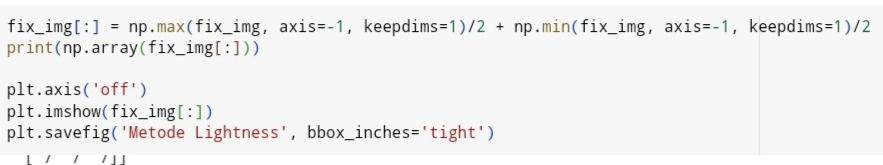 fix_img[:] = np.max(fix_img, axis=-1, keepdims=1)/2 + np.min(fix_img, axis=-1, keepdims=1)/2
print(np.array(fix_img[:]))
plt.axis('off')
plt.imshow(fix_img[:])
plt.savefig('Metode Lightness', bbox_inches='tight')